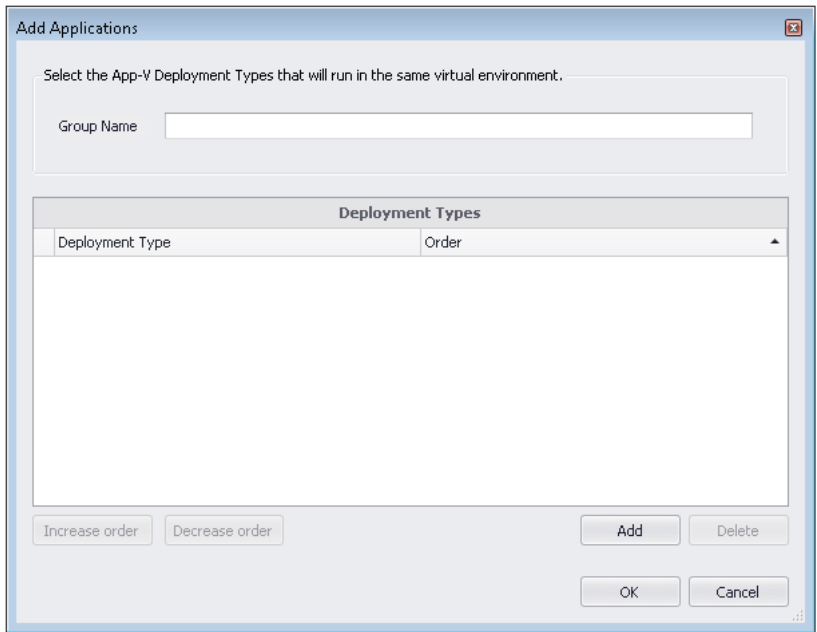 Add Applications
Select the App-V Deployment Types that will run in the same virtual environment.
Group Name
Deployment Types
Deployment Type Order
Increase order Decrease order Add Delete
OK Cancel